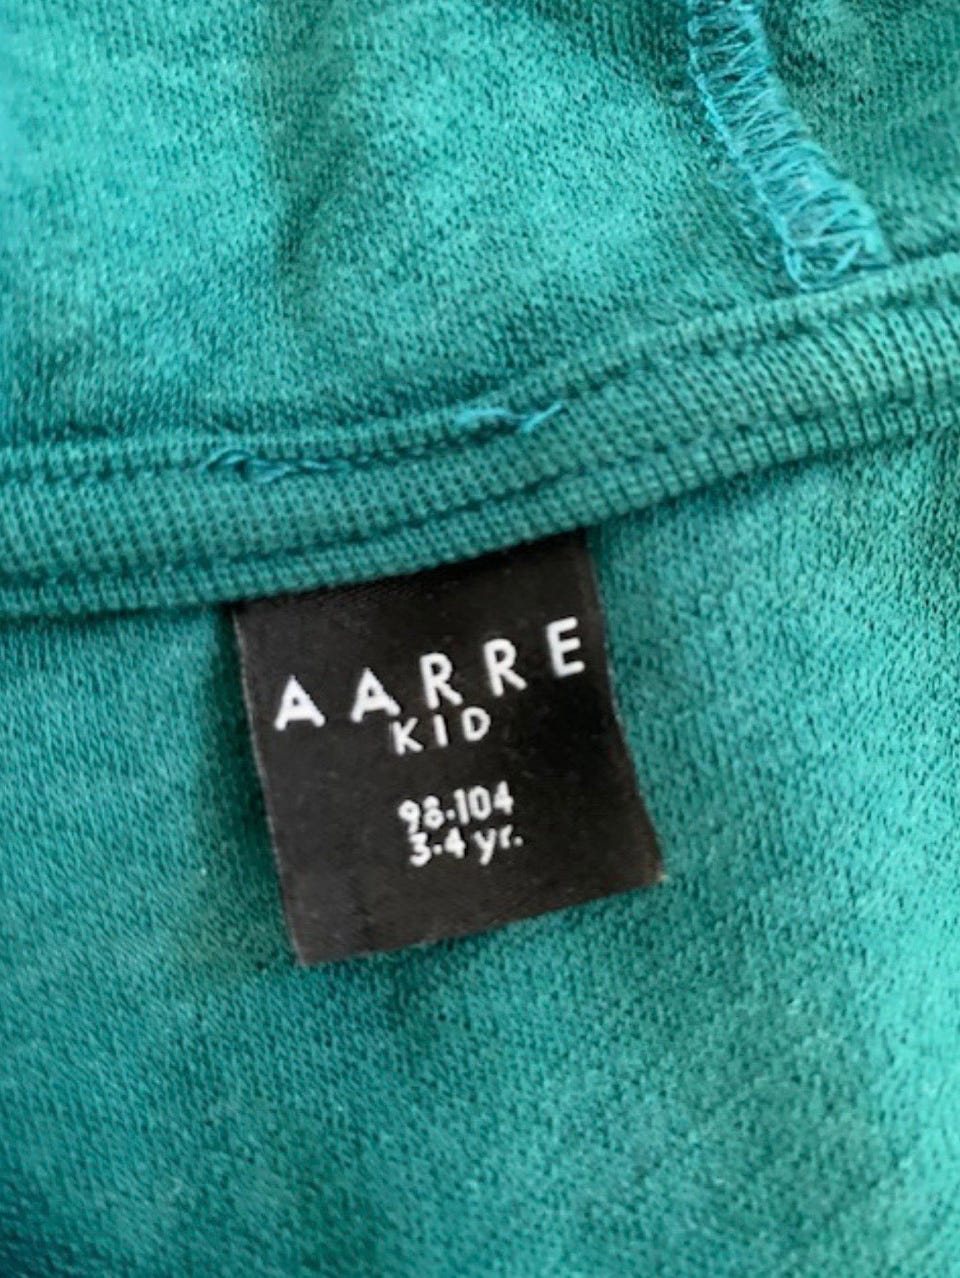 AARRE
KID
98-104
3-4 yr.